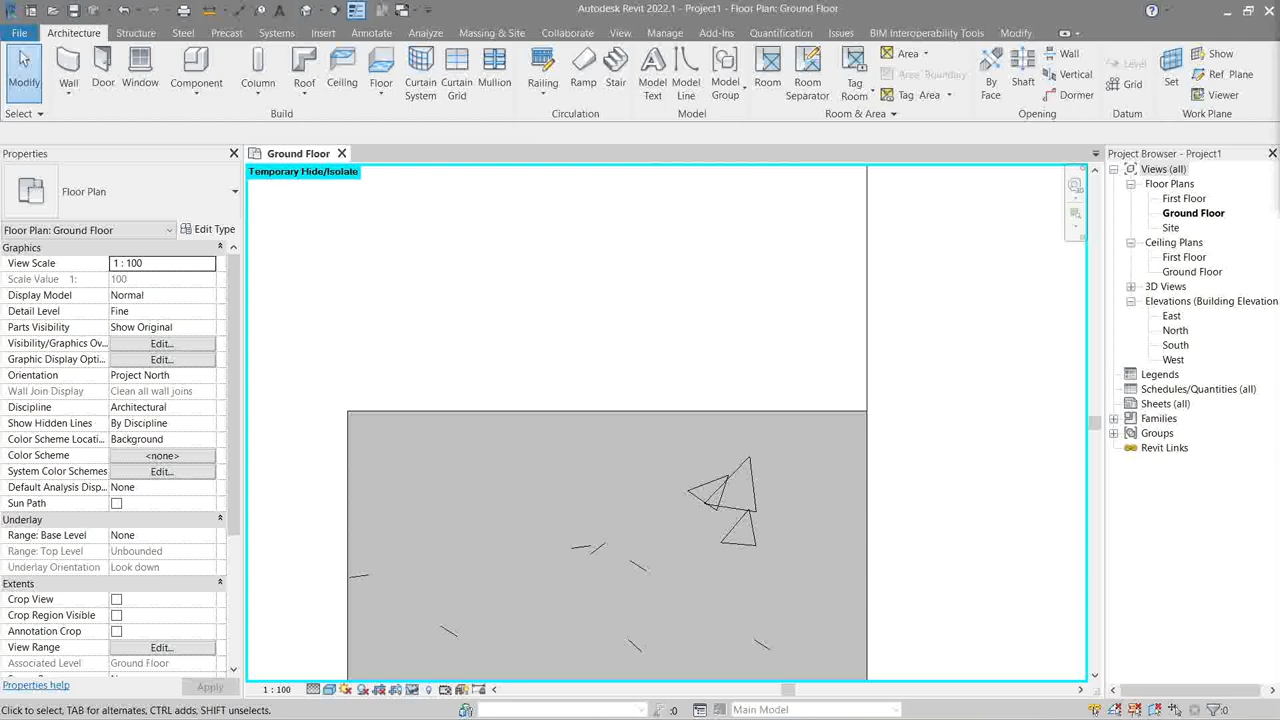 Autodesk Revit 2022.1 - Project1 - Floor Plan: Ground Floor
File Architecture Structure Steel Precast Systems Insert Annotate Analyze Massing & Site Collaborate View Manage Add-Ins Quantification Issues BIM Interoperability Tools Modify
Modify Wall Door Window Component Column Roof Ceiling Floor Curtain System Curtain Grid Mullion Railing Ramp Stair Model Text Model Line Model Group Room Room Separator Tag Room By Face Shaft Set
Area Wall Level Show
Area Boundary Vertical Grid Ref Plane
Tag Area Dormer Viewer
Select Build Circulation Model Room & Area Opening Datum Work Plane
Properties
Floor Plan
Floor Plan: Ground Floor Edit Type
Graphics
View Scale 1 : 100
Scale Value 1: 100
Display Model Normal
Detail Level Fine
Parts Visibility Show Original
Visibility/Graphics Ov... Edit...
Graphic Display Opti... Edit...
Orientation Project North
Wall Join Display Clean all wall joins
Discipline Architectural
Show Hidden Lines By Discipline
Color Scheme Locati... Background
Color Scheme <none>
System Color Schemes Edit...
Default Analysis Disp... None
Sun Path
Underlay
Range: Base Level None
Range: Top Level Unbounded
Underlay Orientation Look down
Extents
Crop View
Crop Region Visible
Annotation Crop
View Range Edit...
Associated Level Ground Floor
Properties help Apply
Ground Floor
Temporary Hide/Isolate
1 : 100
Project Browser - Project1
Views (all)
Floor Plans
First Floor
Ground Floor
Site
Ceiling Plans
First Floor
Ground Floor
3D Views
Elevations (Building Elevation
East
North
South
West
Legends
Schedules/Quantities (all)
Sheets (all)
Families
Groups
Revit Links
Click to select, TAB for alternates, CTRL adds, SHIFT unselects. :0 Main Model :0